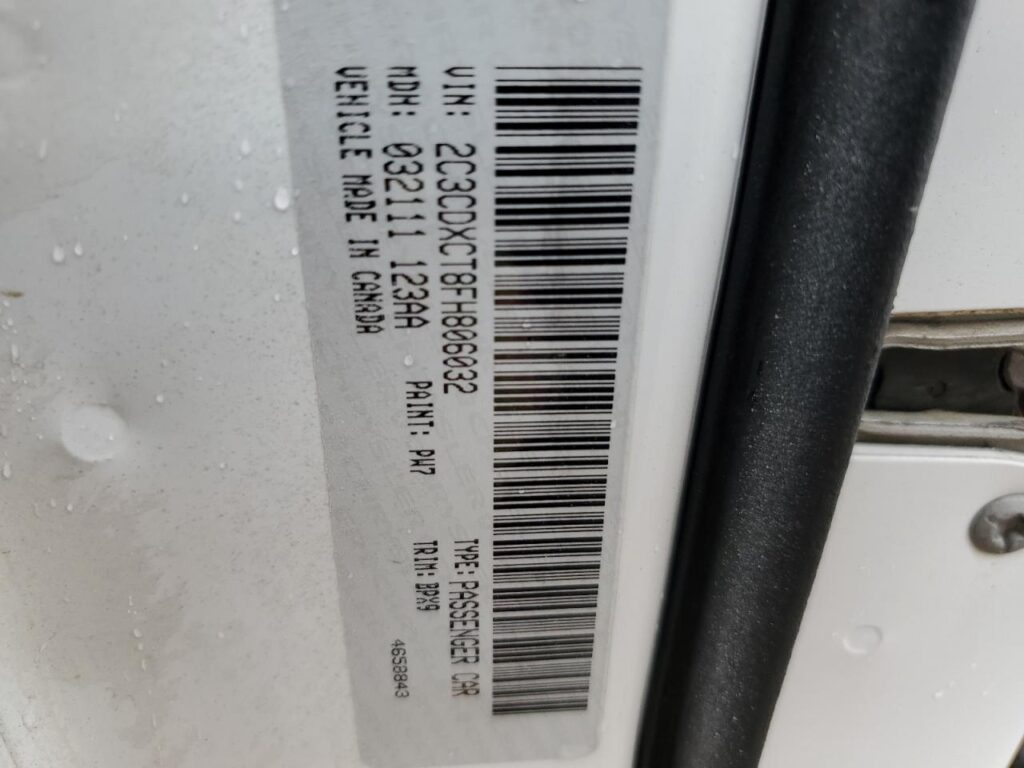 VIN: 2C3CDXCT8FH806032 TYPE: PASSENGER CAR
MDH: 032111 123AA PAINT: PW7 TRIM: BPX9
VEHICLE MADE IN CANADA 4658843